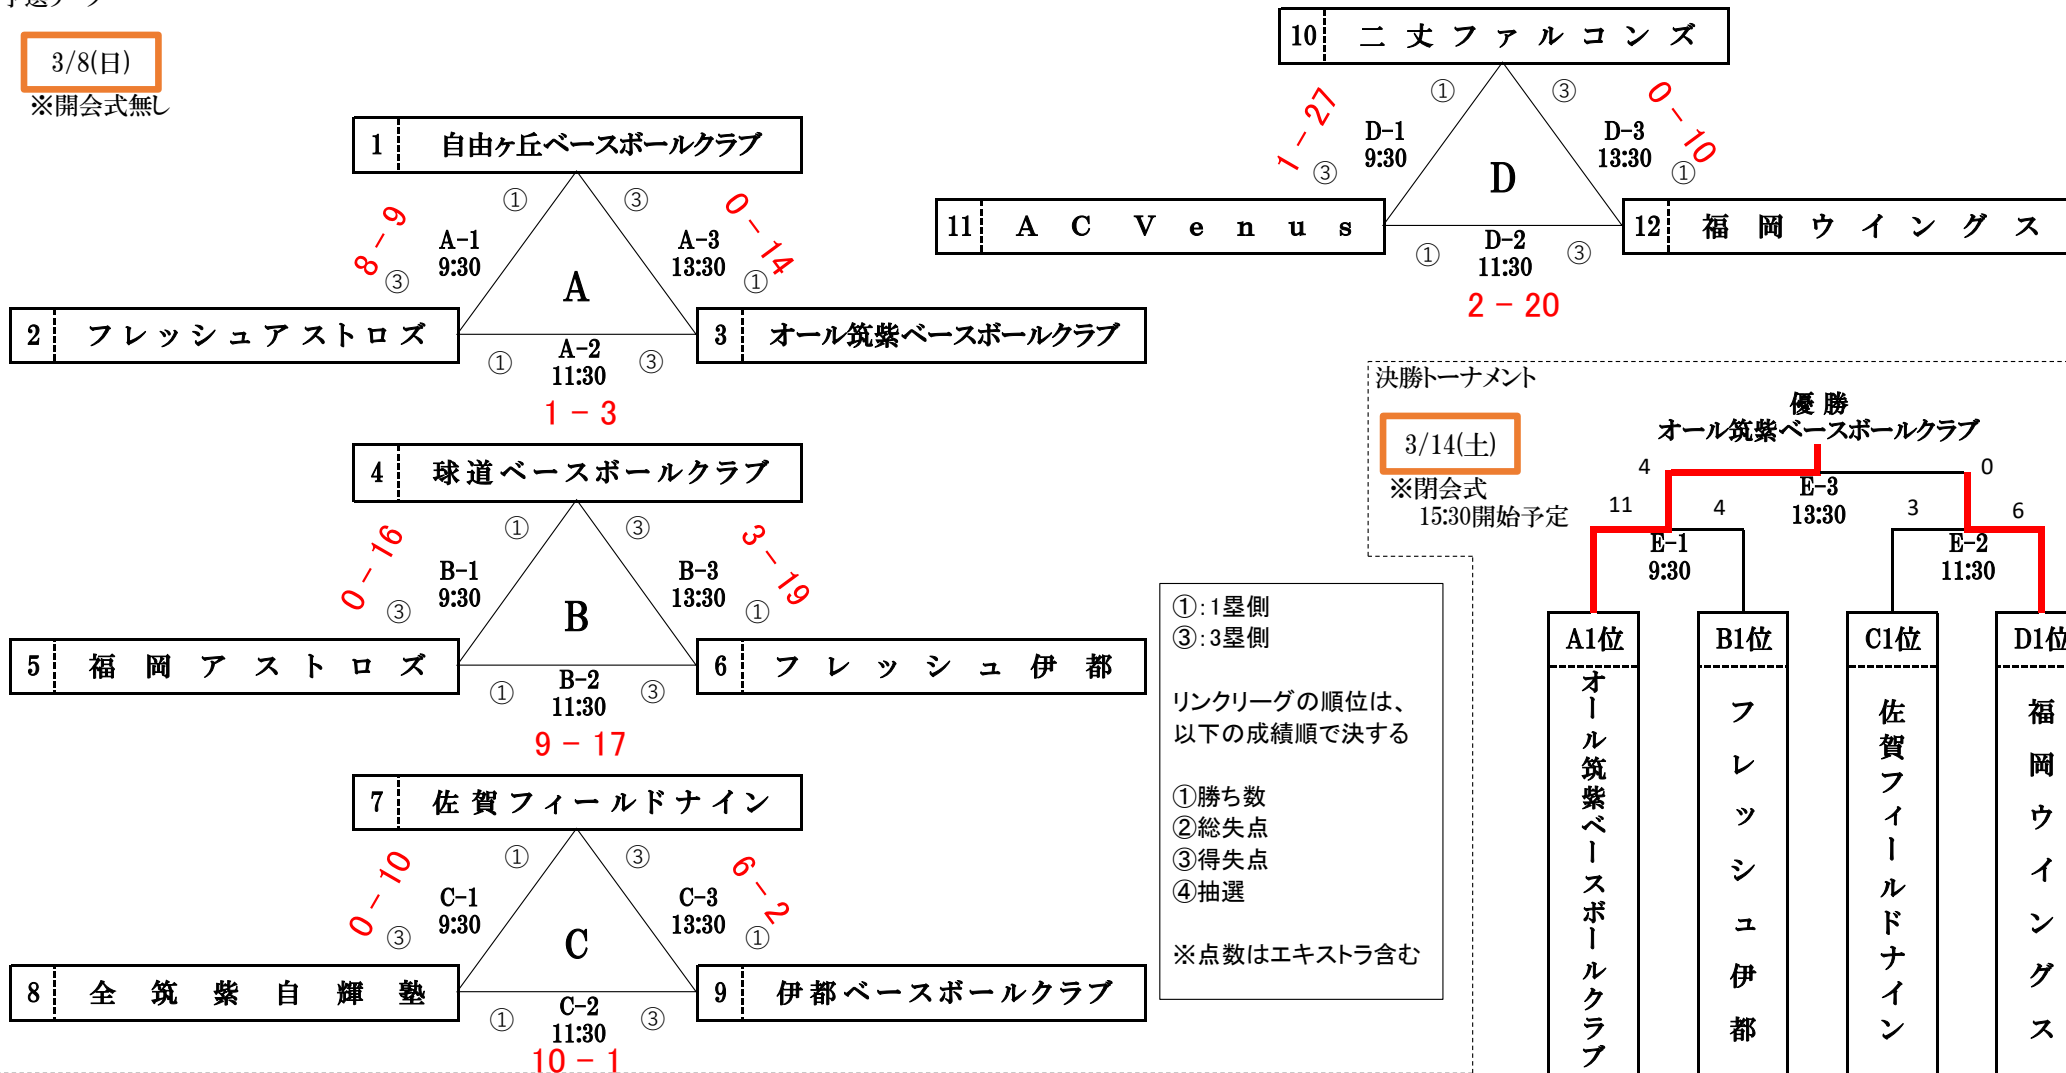 3/8(日)
※開会式無し
1 自由ヶ丘ベースボールクラブ
① ③
8－9
A-1
9:30
0－14
A-3
13:30
③ ①
A
2 フレッシュアストロズ
3 オール筑紫ベースボールクラブ
① ③
A-2
11:30
1－3
4 球道ベースボールクラブ
① ③
0－16
B-1
9:30
3－19
B-3
13:30
③ ①
B
5 福岡アストロズ
6 フレッシュ伊都
① ③
B-2
11:30
9－17
7 佐賀フィールドナイン
① ③
0－10
C-1
9:30
6－2
C-3
13:30
③ ①
C
8 全筑紫自輝塾
9 伊都ベースボールクラブ
① ③
C-2
11:30
10－1
10 二丈ファルコンズ
① ③
1－27
D-1
9:30
0－10
D-3
13:30
③ ①
D
11 AC Venus
12 福岡ウイングス
① ③
D-2
11:30
2－20
①:1塁側
③:3塁側
リンクリーグの順位は、
以下の成績順で決する
①勝ち数
②総失点
③得失点
④抽選
※点数はエキストラ含む
決勝トーナメント
3/14(土)
※閉会式
15:30開始予定
優勝
オール筑紫ベースボールクラブ
4 0
E-3
13:30
11 4
E-1
9:30
3 6
E-2
11:30
A1位
オール筑紫ベースボールクラブ
B1位
フレッシュ伊都
C1位
佐賀フィールドナイン
D1位
福岡ウイングス